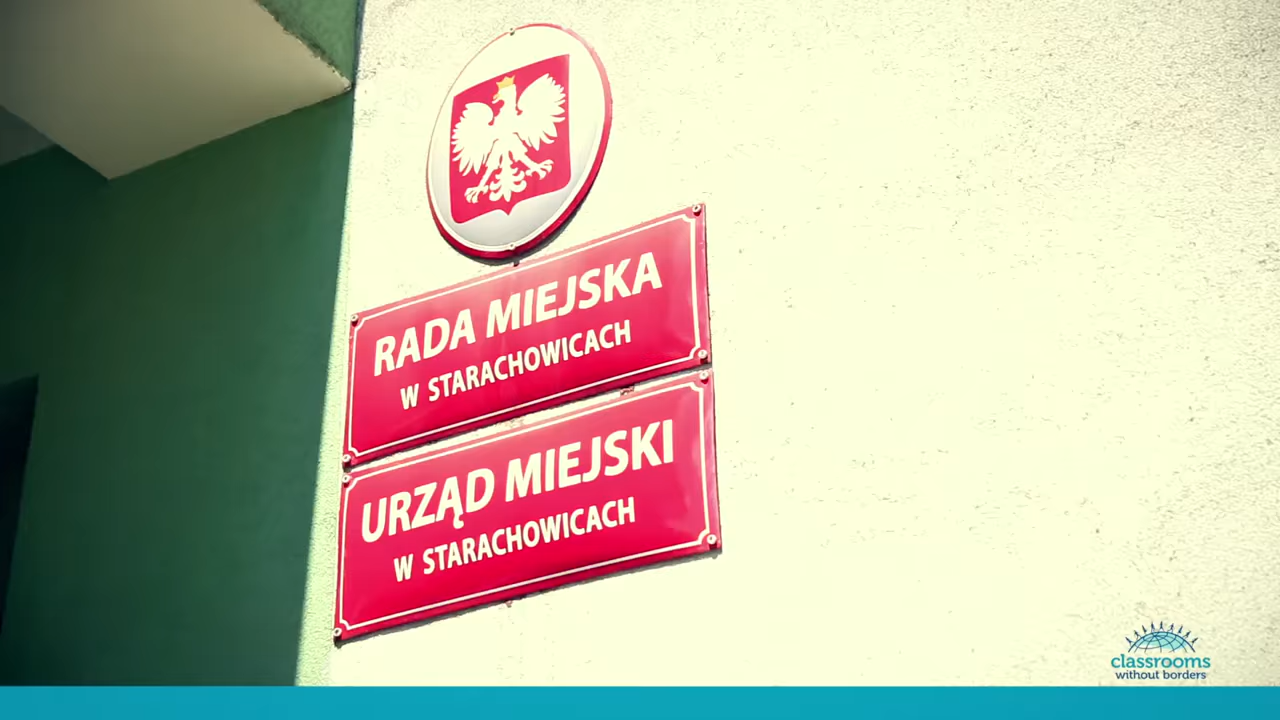 RADA MIEJSKA
W STARACHOWICACH
URZĄD MIEJSKI
W STARACHOWICACH
classrooms
without borders